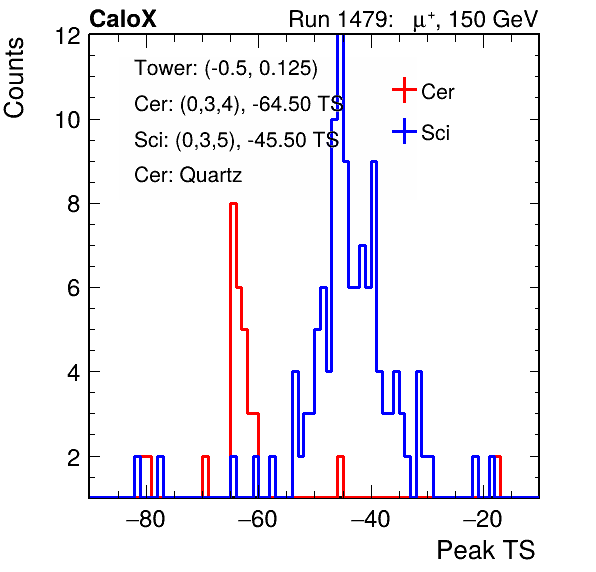 CaloX Run 1479: μ⁺, 150 GeV
Counts
12
10
8
6
4
2
Tower: (-0.5, 0.125)
Cer: (0,3,4), -64.50 TS
Sci: (0,3,5), -45.50 TS
Cer: Quartz
Cer
Sci
−80 −60 −40 −20
Peak TS